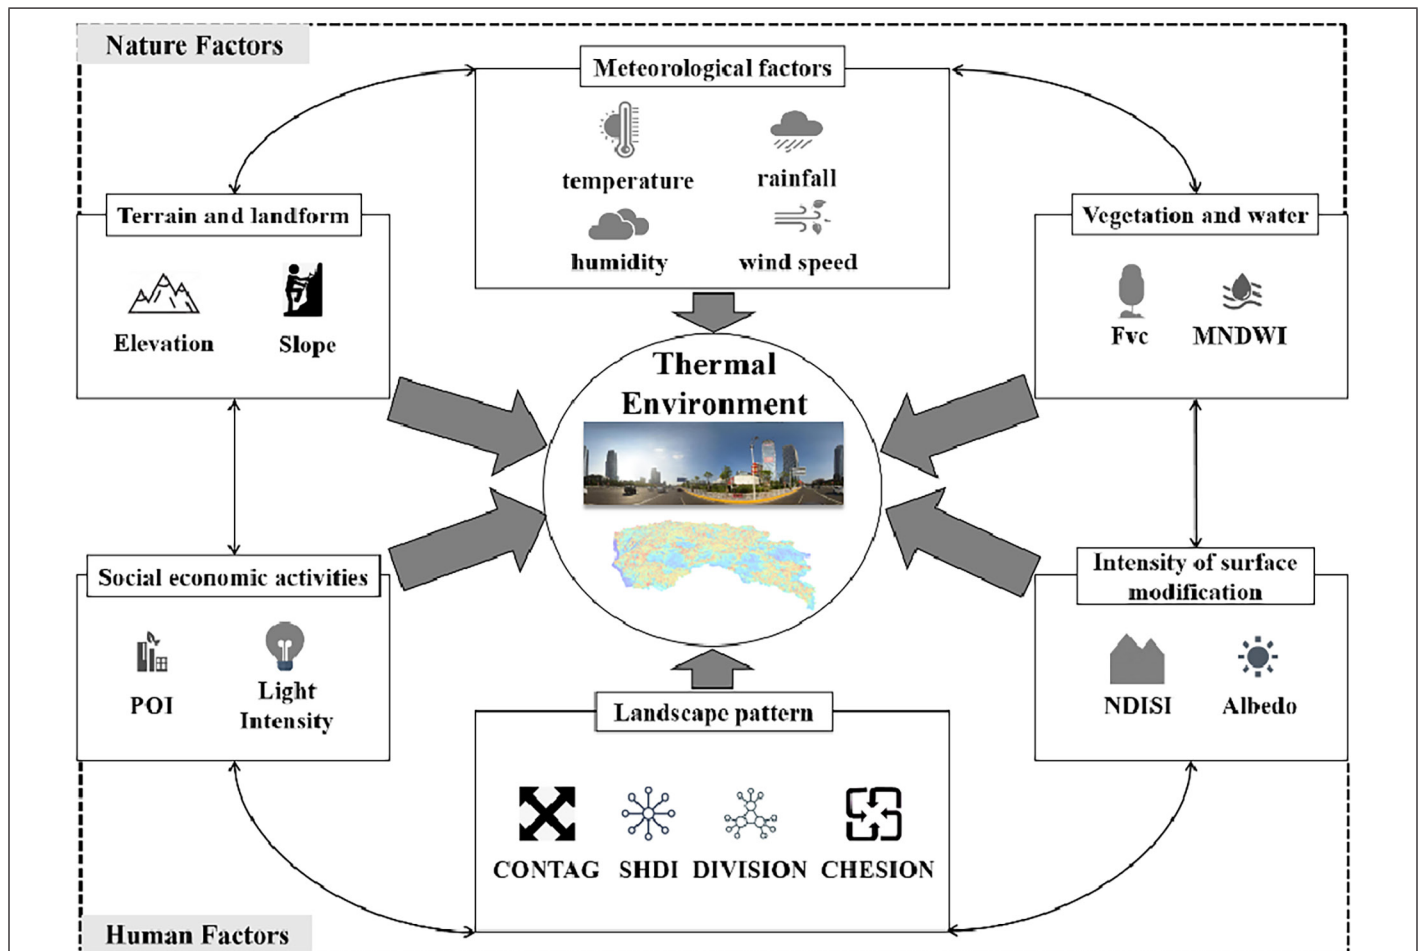 Nature Factors
Meteorological factors
temperature
rainfall
humidity
wind speed
Terrain and landform
Elevation
Slope
Vegetation and water
Fvc
MNDWI
Thermal
Environment
Social economic activities
POI
Light
Intensity
Intensity of surface
modification
NDISI
Albedo
Landscape pattern
CONTAG
SHDI
DIVISION
CHESION
Human Factors